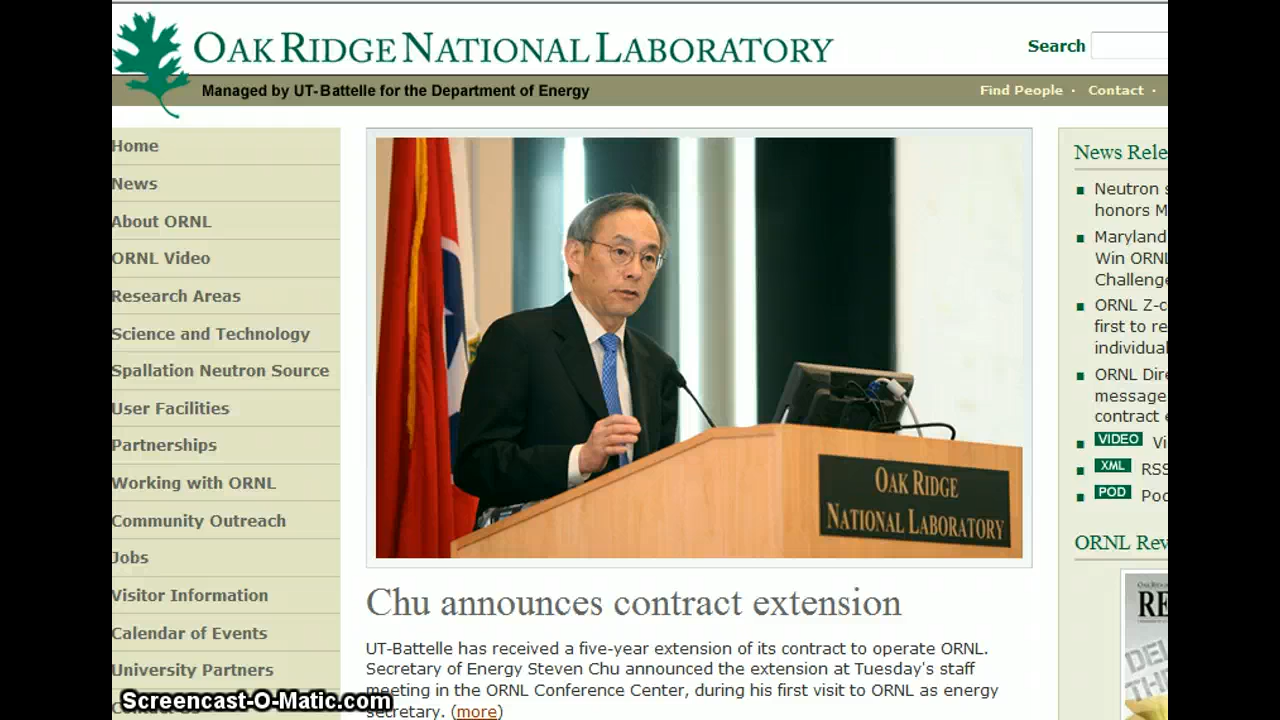 OAK RIDGE NATIONAL LABORATORY
Search
Managed by UT-Battelle for the Department of Energy
Find People · Contact ·
Home
News
About ORNL
ORNL Video
Research Areas
Science and Technology
Spallation Neutron Source
User Facilities
Partnerships
Working with ORNL
Community Outreach
Jobs
Visitor Information
Calendar of Events
University Partners
OAK RIDGE
NATIONAL LABORATORY
Chu announces contract extension
UT-Battelle has received a five-year extension of its contract to operate ORNL.
Secretary of Energy Steven Chu announced the extension at Tuesday's staff
meeting in the ORNL Conference Center, during his first visit to ORNL as energy
secretary. (more)
News Rele
Neutron s
honors M
Maryland
Win ORNL
Challenge
ORNL Z-c
first to re
individual
ORNL Dire
message
contract e
VIDEO Vi
XML RSS
POD Poc
ORNL Rev
RE
Screencast-O-Matic.com